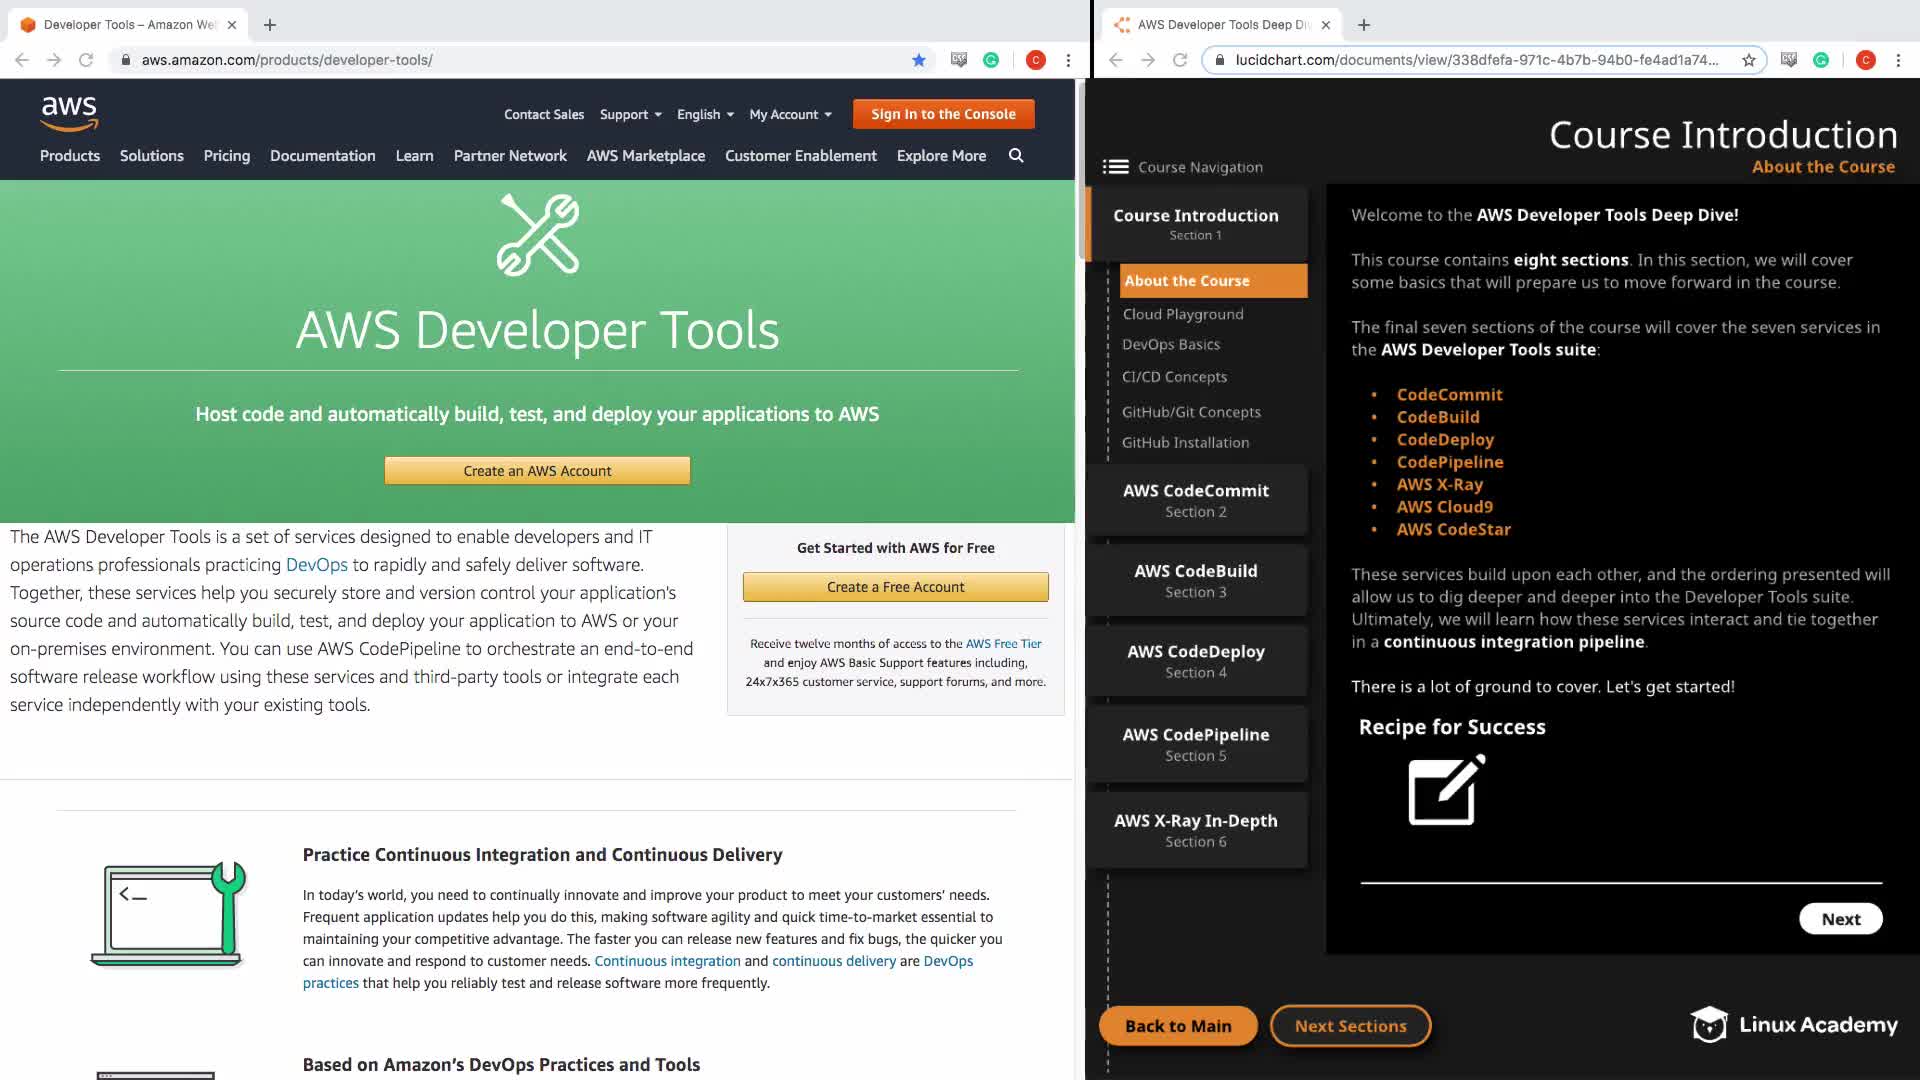 Developer Tools – Amazon We
aws.amazon.com/products/developer-tools/
C
aws
Contact Sales
Support
English
My Account
Sign In to the Console
Products
Solutions
Pricing
Documentation
Learn
Partner Network
AWS Marketplace
Customer Enablement
Explore More
AWS Developer Tools
Host code and automatically build, test, and deploy your applications to AWS
Create an AWS Account
The AWS Developer Tools is a set of services designed to enable developers and IT
operations professionals practicing DevOps to rapidly and safely deliver software.
Together, these services help you securely store and version control your application's
source code and automatically build, test, and deploy your application to AWS or your
on-premises environment. You can use AWS CodePipeline to orchestrate an end-to-end
software release workflow using these services and third-party tools or integrate each
service independently with your existing tools.
Get Started with AWS for Free
Create a Free Account
Receive twelve months of access to the AWS Free Tier
and enjoy AWS Basic Support features including,
24x7x365 customer service, support forums, and more.
Practice Continuous Integration and Continuous Delivery
In today's world, you need to continually innovate and improve your product to meet your customers' needs.
Frequent application updates help you do this, making software agility and quick time-to-market essential to
maintaining your competitive advantage. The faster you can release new features and fix bugs, the quicker you
can innovate and respond to customer needs. Continuous integration and continuous delivery are DevOps
practices that help you reliably test and release software more frequently.
Based on Amazon's DevOps Practices and Tools
AWS Developer Tools Deep Di
lucidchart.com/documents/view/338dfefa-971c-4b7b-94b0-fe4ad1a74...
C
Course Introduction
About the Course
Course Navigation
Course Introduction
Section 1
About the Course
Cloud Playground
DevOps Basics
CI/CD Concepts
GitHub/Git Concepts
GitHub Installation
AWS CodeCommit
Section 2
AWS CodeBuild
Section 3
AWS CodeDeploy
Section 4
AWS CodePipeline
Section 5
AWS X-Ray In-Depth
Section 6
Welcome to the AWS Developer Tools Deep Dive!
This course contains eight sections. In this section, we will cover
some basics that will prepare us to move forward in the course.
The final seven sections of the course will cover the seven services in
the AWS Developer Tools suite:
• CodeCommit
• CodeBuild
• CodeDeploy
• CodePipeline
• AWS X-Ray
• AWS Cloud9
• AWS CodeStar
These services build upon each other, and the ordering presented will
allow us to dig deeper and deeper into the Developer Tools suite.
Ultimately, we will learn how these services interact and tie together
in a continuous integration pipeline.
There is a lot of ground to cover. Let's get started!
Recipe for Success
Next
Back to Main
Next Sections
Linux Academy